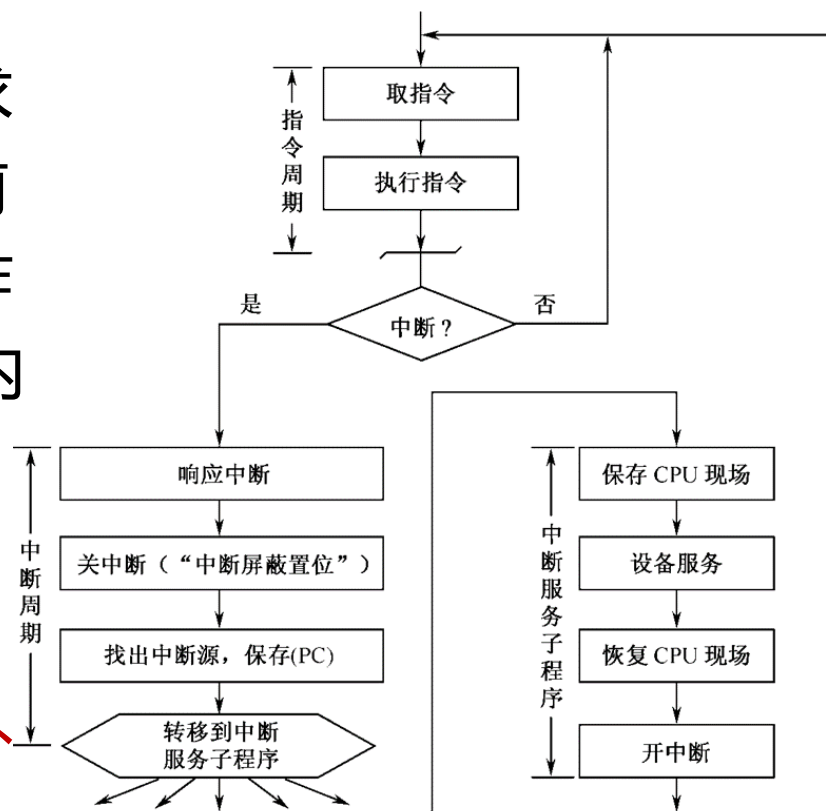 取指令
指令周期
执行指令
是
否
中断？
响应中断
关中断（“中断屏蔽置位”）
中断周期
找出中断源，保存(PC)
转移到中断
服务子程序
保存 CPU 现场
设备服务
中断服务子程序
恢复 CPU 现场
开中断